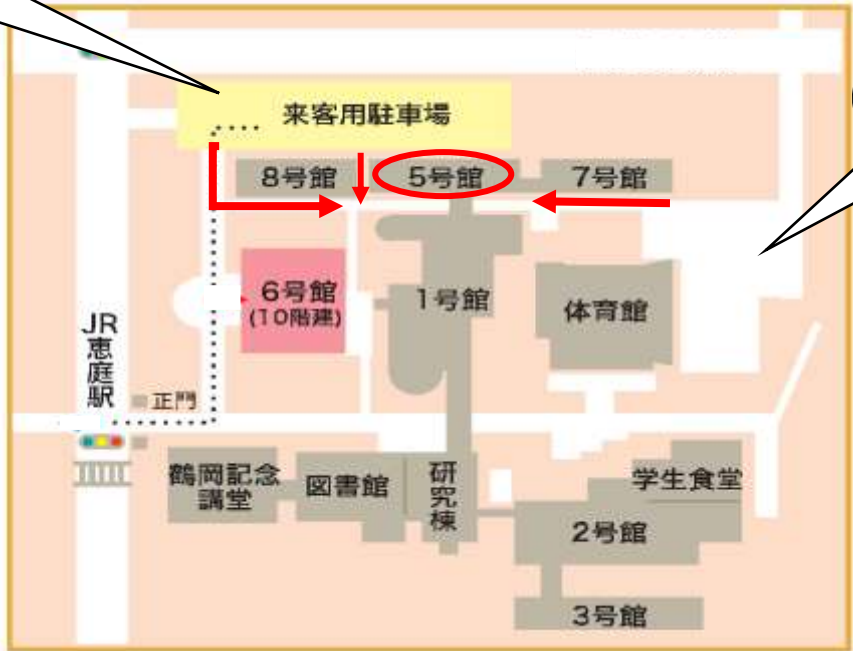 来客用駐車場
8号館
5号館
7号館
6号館
(10階建)
1号館
体育館
JR恵庭駅
正門
鶴岡記念
講堂
図書館
研究棟
学生食堂
2号館
3号館